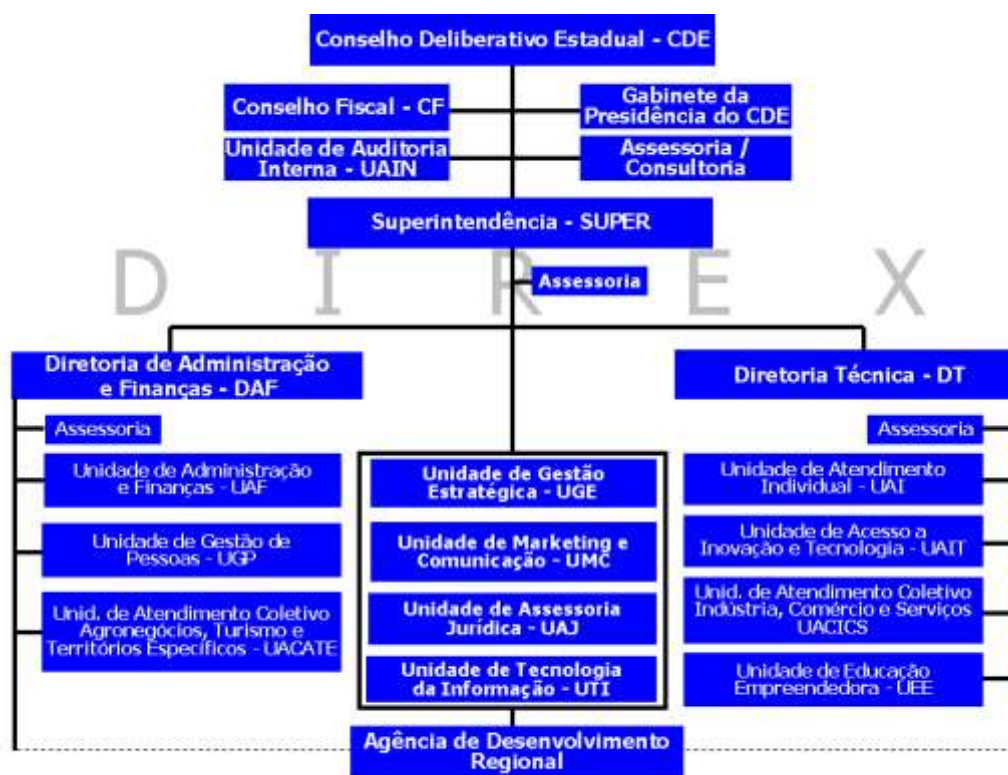 Conselho Deliberativo Estadual - CDE
Conselho Fiscal - CF
Gabinete da
Presidência do CDE
Unidade de Auditoria
Interna - UAIN
Assessoria /
Consultoria
Superintendência - SUPER
D I R E X
Assessoria
Diretoria de Administração
e Finanças - DAF
Diretoria Técnica - DT
Assessoria
Assessoria
Unidade de Administração
e Finanças - UAF
Unidade de Gestão de
Pessoas - UGP
Unid. de Atendimento Coletivo
Agronegócios, Turismo e
Territórios Específicos - UACATE
Unidade de Gestão
Estratégica - UGE
Unidade de Marketing e
Comunicação - UMC
Unidade de Assessoria
Jurídica - UAJ
Unidade de Tecnologia
da Informação - UTI
Unidade de Atendimento
Individual - UAI
Unidade de Acesso a
Inovação e Tecnologia - UAIT
Unid. de Atendimento Coletivo
Indústria, Comércio e Serviços
UACICS
Unidade de Educação
Empreendedora - UEE
Agência de Desenvolvimento
Regional